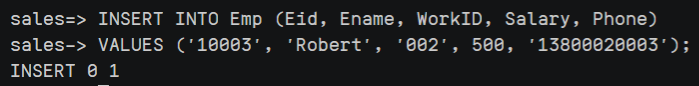 sales=> INSERT INTO Emp (Eid, Ename, WorkID, Salary, Phone)
sales-> VALUES ('10003', 'Robert', '002', 500, '13800020003');
INSERT 0 1